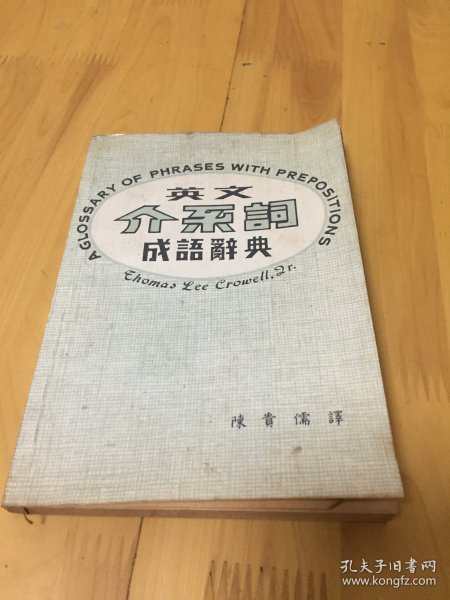 A GLOSSARY OF PHRASES WITH PREPOSITIONS
英文
介系詞
成語辭典
Thomas Lee Crowell, Jr.
陳貴儒譯
孔夫子旧书网
www.kongfz.com